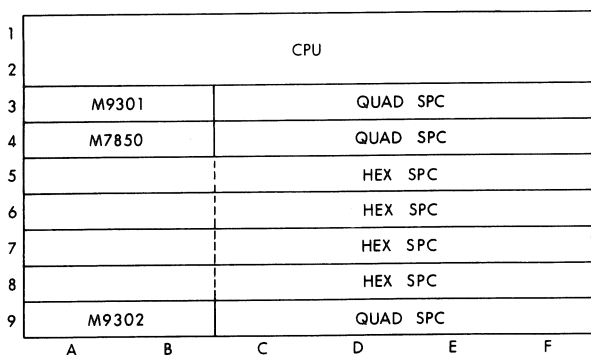 1
CPU
2
3 M9301 QUAD SPC
4 M7850 QUAD SPC
5 HEX SPC
6 HEX SPC
7 HEX SPC
8 HEX SPC
9 M9302 QUAD SPC
A B C D E F